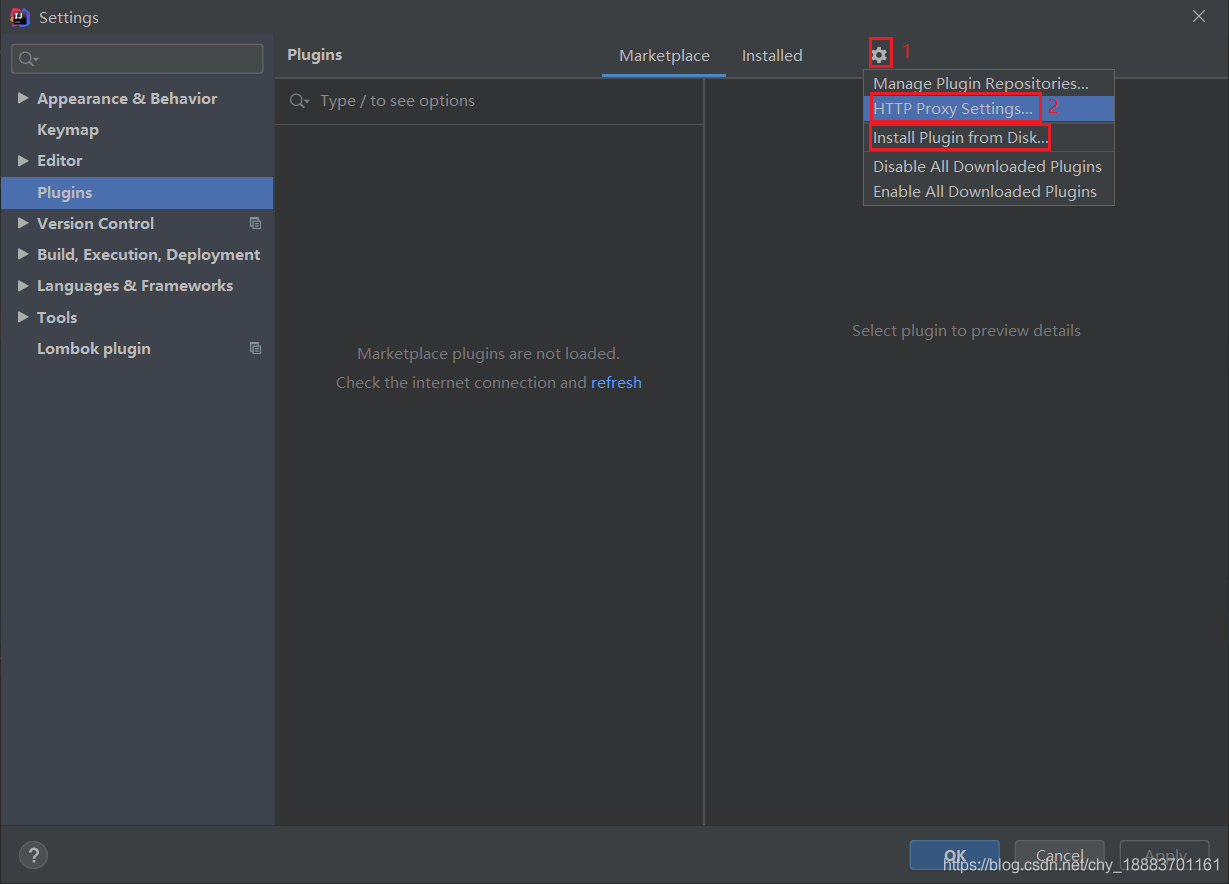 Settings
Plugins
Marketplace
Installed
1
Type / to see options
Manage Plugin Repositories...
HTTP Proxy Settings...
2
Install Plugin from Disk...
Disable All Downloaded Plugins
Enable All Downloaded Plugins
Appearance & Behavior
Keymap
Editor
Plugins
Version Control
Build, Execution, Deployment
Languages & Frameworks
Tools
Lombok plugin
Marketplace plugins are not loaded.
Check the internet connection and refresh
Select plugin to preview details
?
OK
Cancel
Apply
https://blog.csdn.net/chy_18883701161